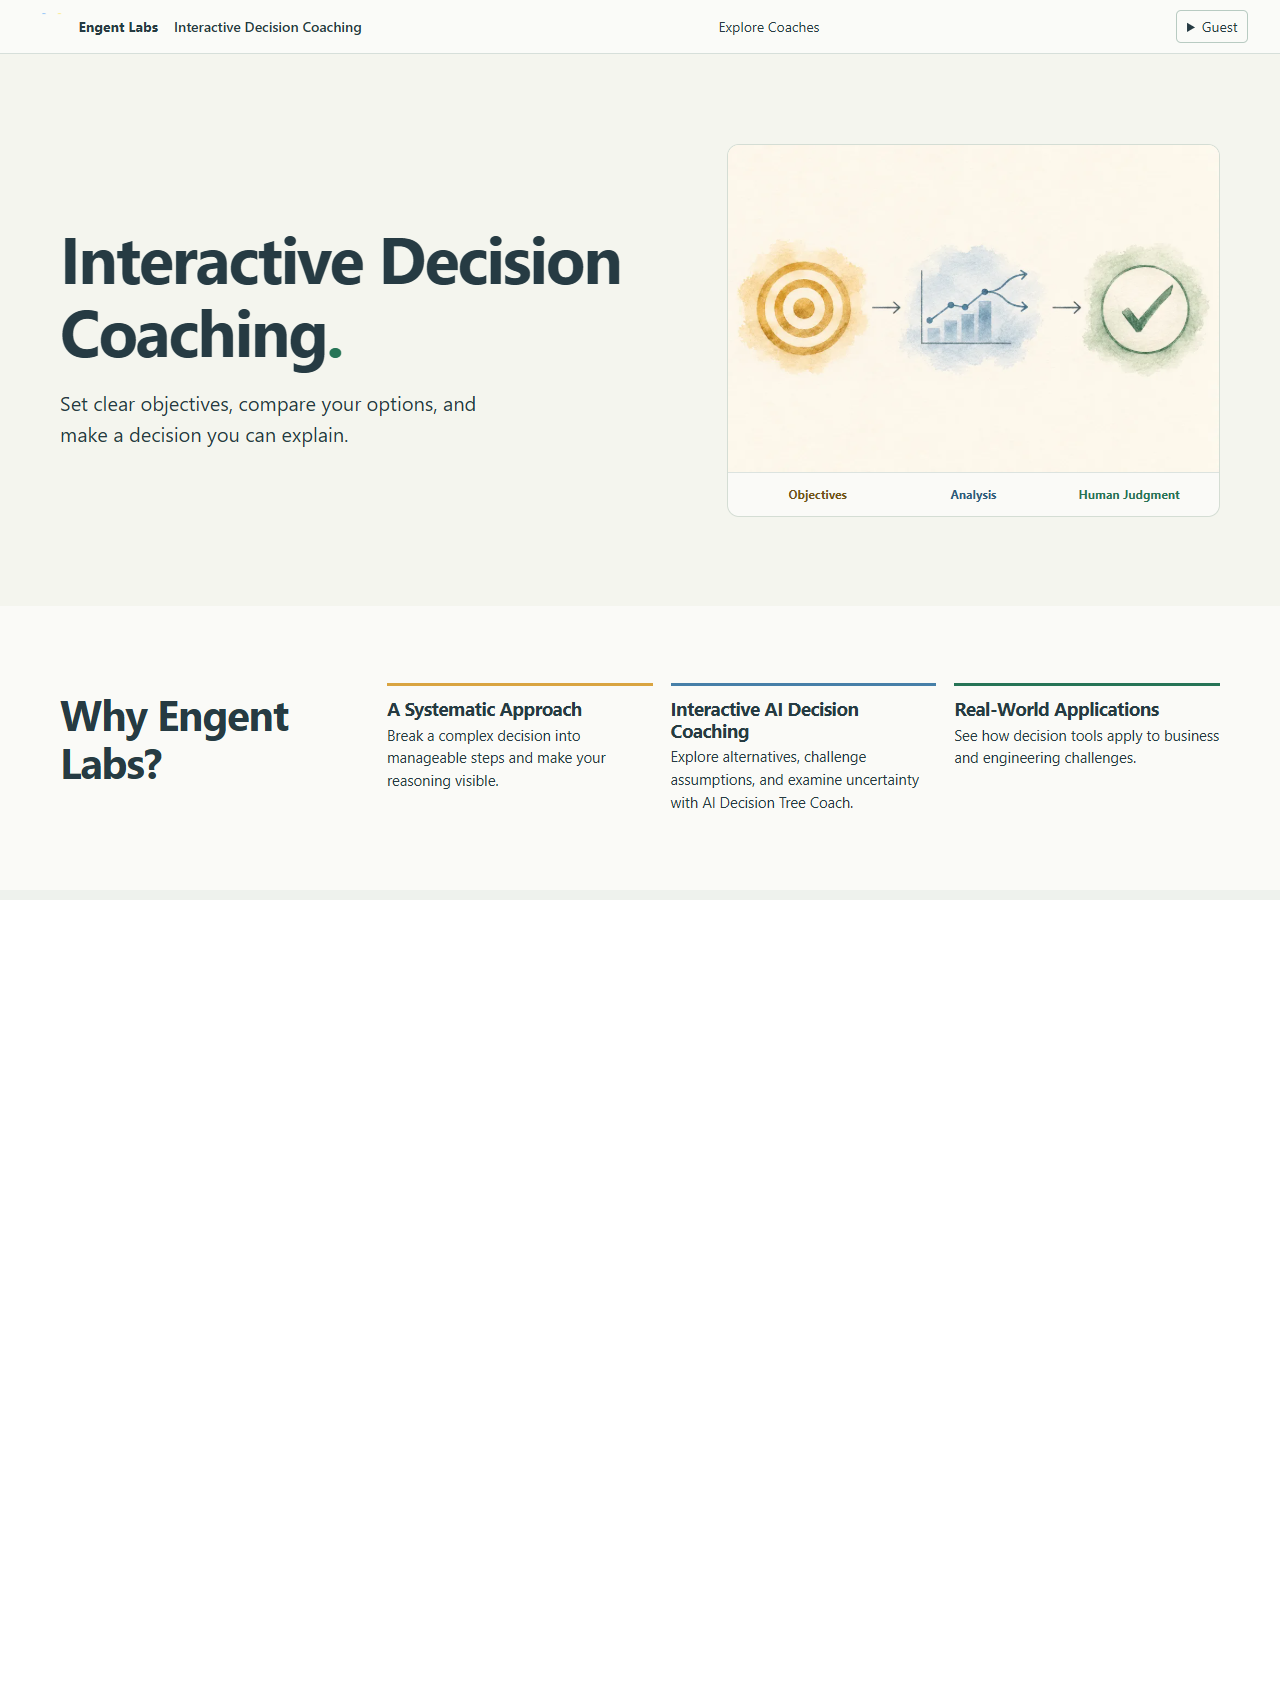 Engent Labs Interactive Decision Coaching Explore Coaches ▶ Guest
Interactive Decision
Coaching.
Set clear objectives, compare your options, and
make a decision you can explain.
Objectives Analysis Human Judgment
Why Engent
Labs?
A Systematic Approach
Break a complex decision into
manageable steps and make your
reasoning visible.
Interactive AI Decision
Coaching
Explore alternatives, challenge
assumptions, and examine uncertainty
with AI Decision Tree Coach.
Real-World Applications
See how decision tools apply to business
and engineering challenges.